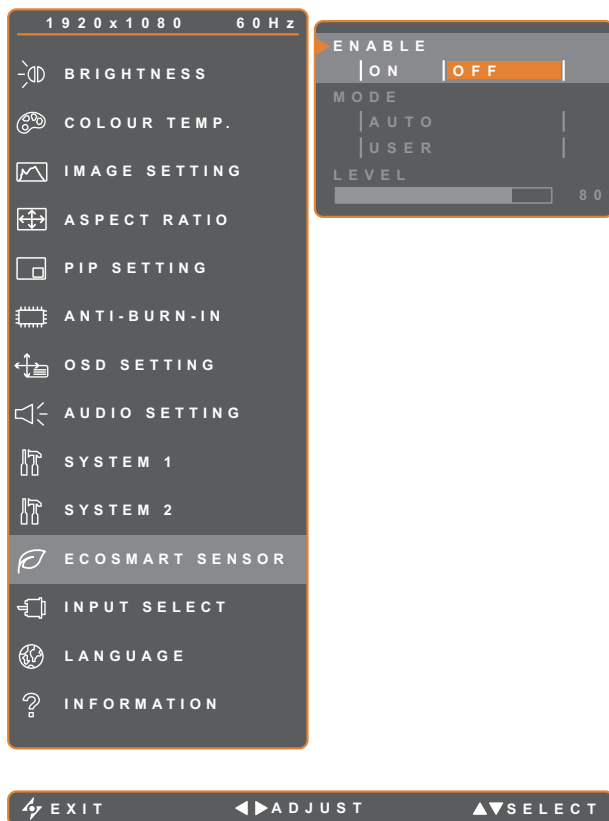 1920x1080 60Hz
BRIGHTNESS
COLOUR TEMP.
IMAGE SETTING
ASPECT RATIO
PIP SETTING
ANTI-BURN-IN
OSD SETTING
AUDIO SETTING
SYSTEM 1
SYSTEM 2
ECOSMART SENSOR
INPUT SELECT
LANGUAGE
INFORMATION
ENABLE
ON OFF
MODE
AUTO
USER
LEVEL
80
EXIT ADJUST SELECT